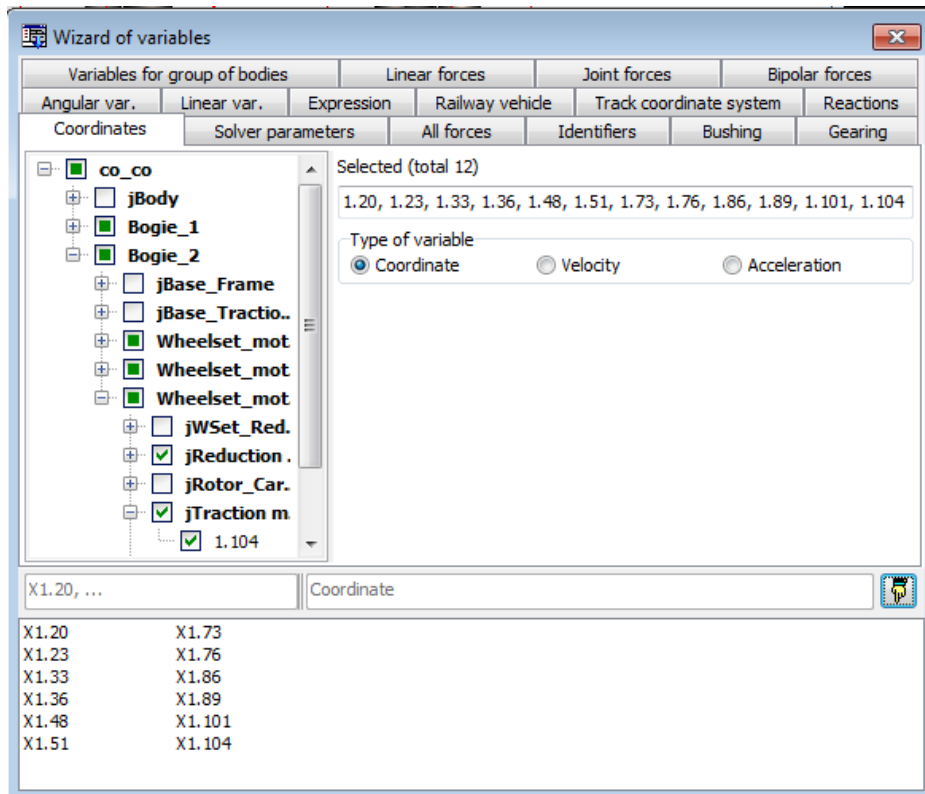 Wizard of variables
Variables for group of bodies Linear forces Joint forces Bipolar forces
Angular var. Linear var. Expression Railway vehicle Track coordinate system Reactions
Coordinates Solver parameters All forces Identifiers Bushing Gearing
co_co
jBody
Bogie_1
Bogie_2
jBase_Frame
jBase_Tractio..
Wheelset_mot
Wheelset_mot
Wheelset_mot
jWSet_Red.
jReduction .
jRotor_Car.
jTraction m
1.104
Selected (total 12)
1.20, 1.23, 1.33, 1.36, 1.48, 1.51, 1.73, 1.76, 1.86, 1.89, 1.101, 1.104
Type of variable
Coordinate Velocity Acceleration
X1.20, ... Coordinate
X1.20 X1.73
X1.23 X1.76
X1.33 X1.86
X1.36 X1.89
X1.48 X1.101
X1.51 X1.104